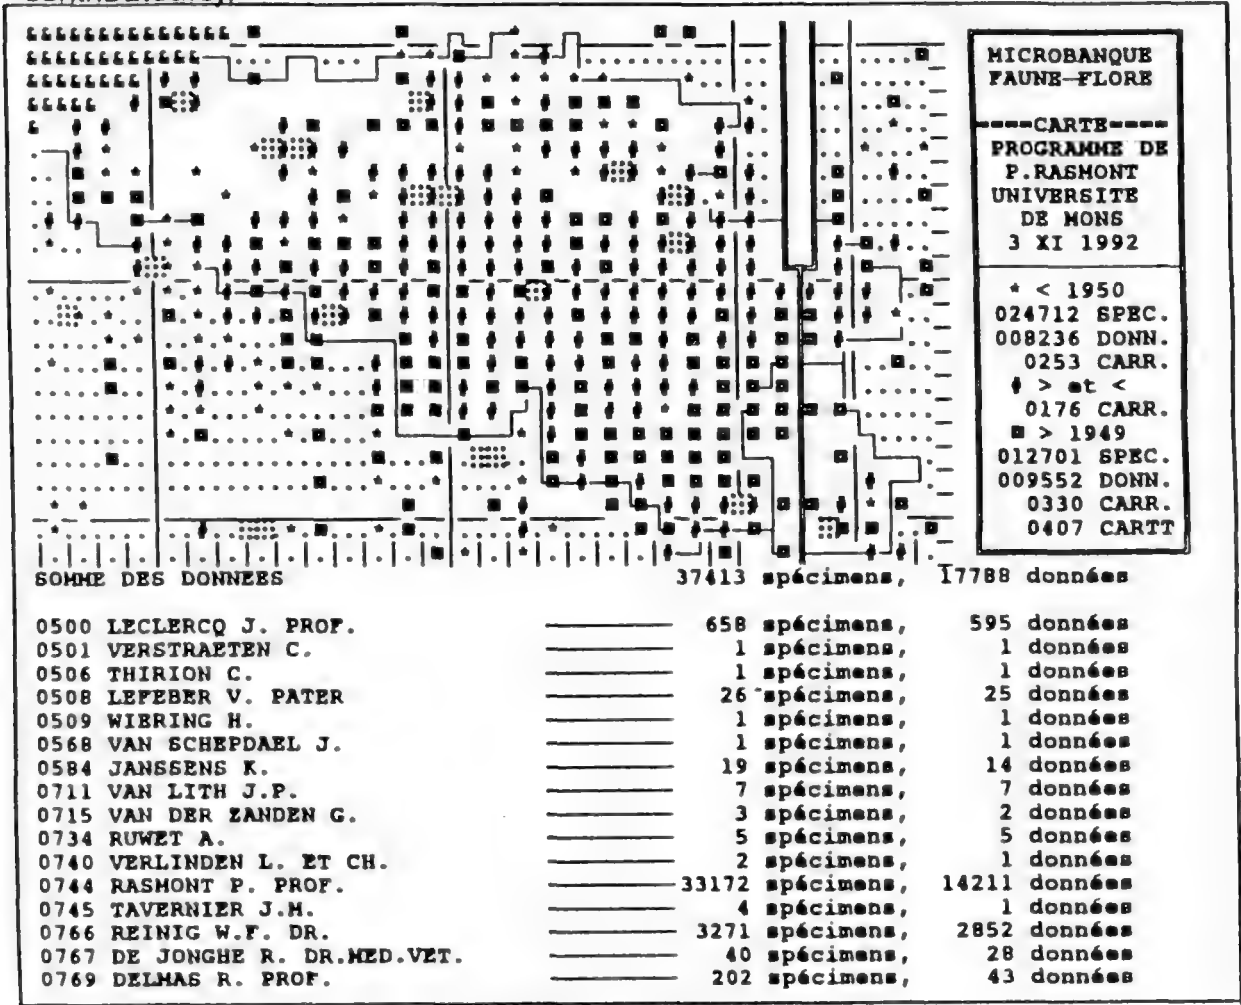 MICROBANQUE
FAUNE-FLORE
====CARTE====
PROGRAMME DE
P.RASMONT
UNIVERSITE
DE MONS
3 XI 1992
* < 1950
024712 SPEC.
008236 DONN.
0253 CARR.
> et <
0176 CARR.
■ > 1949
012701 SPEC.
009552 DONN.
0330 CARR.
0407 CARTT
SOMME DES DONNEES 37413 spécimens, 17788 données
0500 LECLERCQ J. PROF. 658 spécimens, 595 données
0501 VERSTRAETEN C. 1 spécimens, 1 données
0506 THIRION C. 1 spécimens, 1 données
0508 LEFEBER V. PATER 26 spécimens, 25 données
0509 WIERING H. 1 spécimens, 1 données
0568 VAN SCHEPDAEL J. 1 spécimens, 1 données
0584 JANSSENS K. 19 spécimens, 14 données
0711 VAN LITH J.P. 7 spécimens, 7 données
0715 VAN DER ZANDEN G. 3 spécimens, 2 données
0734 RUWET A. 5 spécimens, 5 données
0740 VERLINDEN L. ET CH. 2 spécimens, 1 données
0744 RASMONT P. PROF. 33172 spécimens, 14211 données
0745 TAVERNIER J.M. 4 spécimens, 1 données
0766 REINIG W.F. DR. 3271 spécimens, 2852 données
0767 DE JONGHE R. DR.MED.VET. 40 spécimens, 28 données
0769 DELMAS R. PROF. 202 spécimens, 43 données